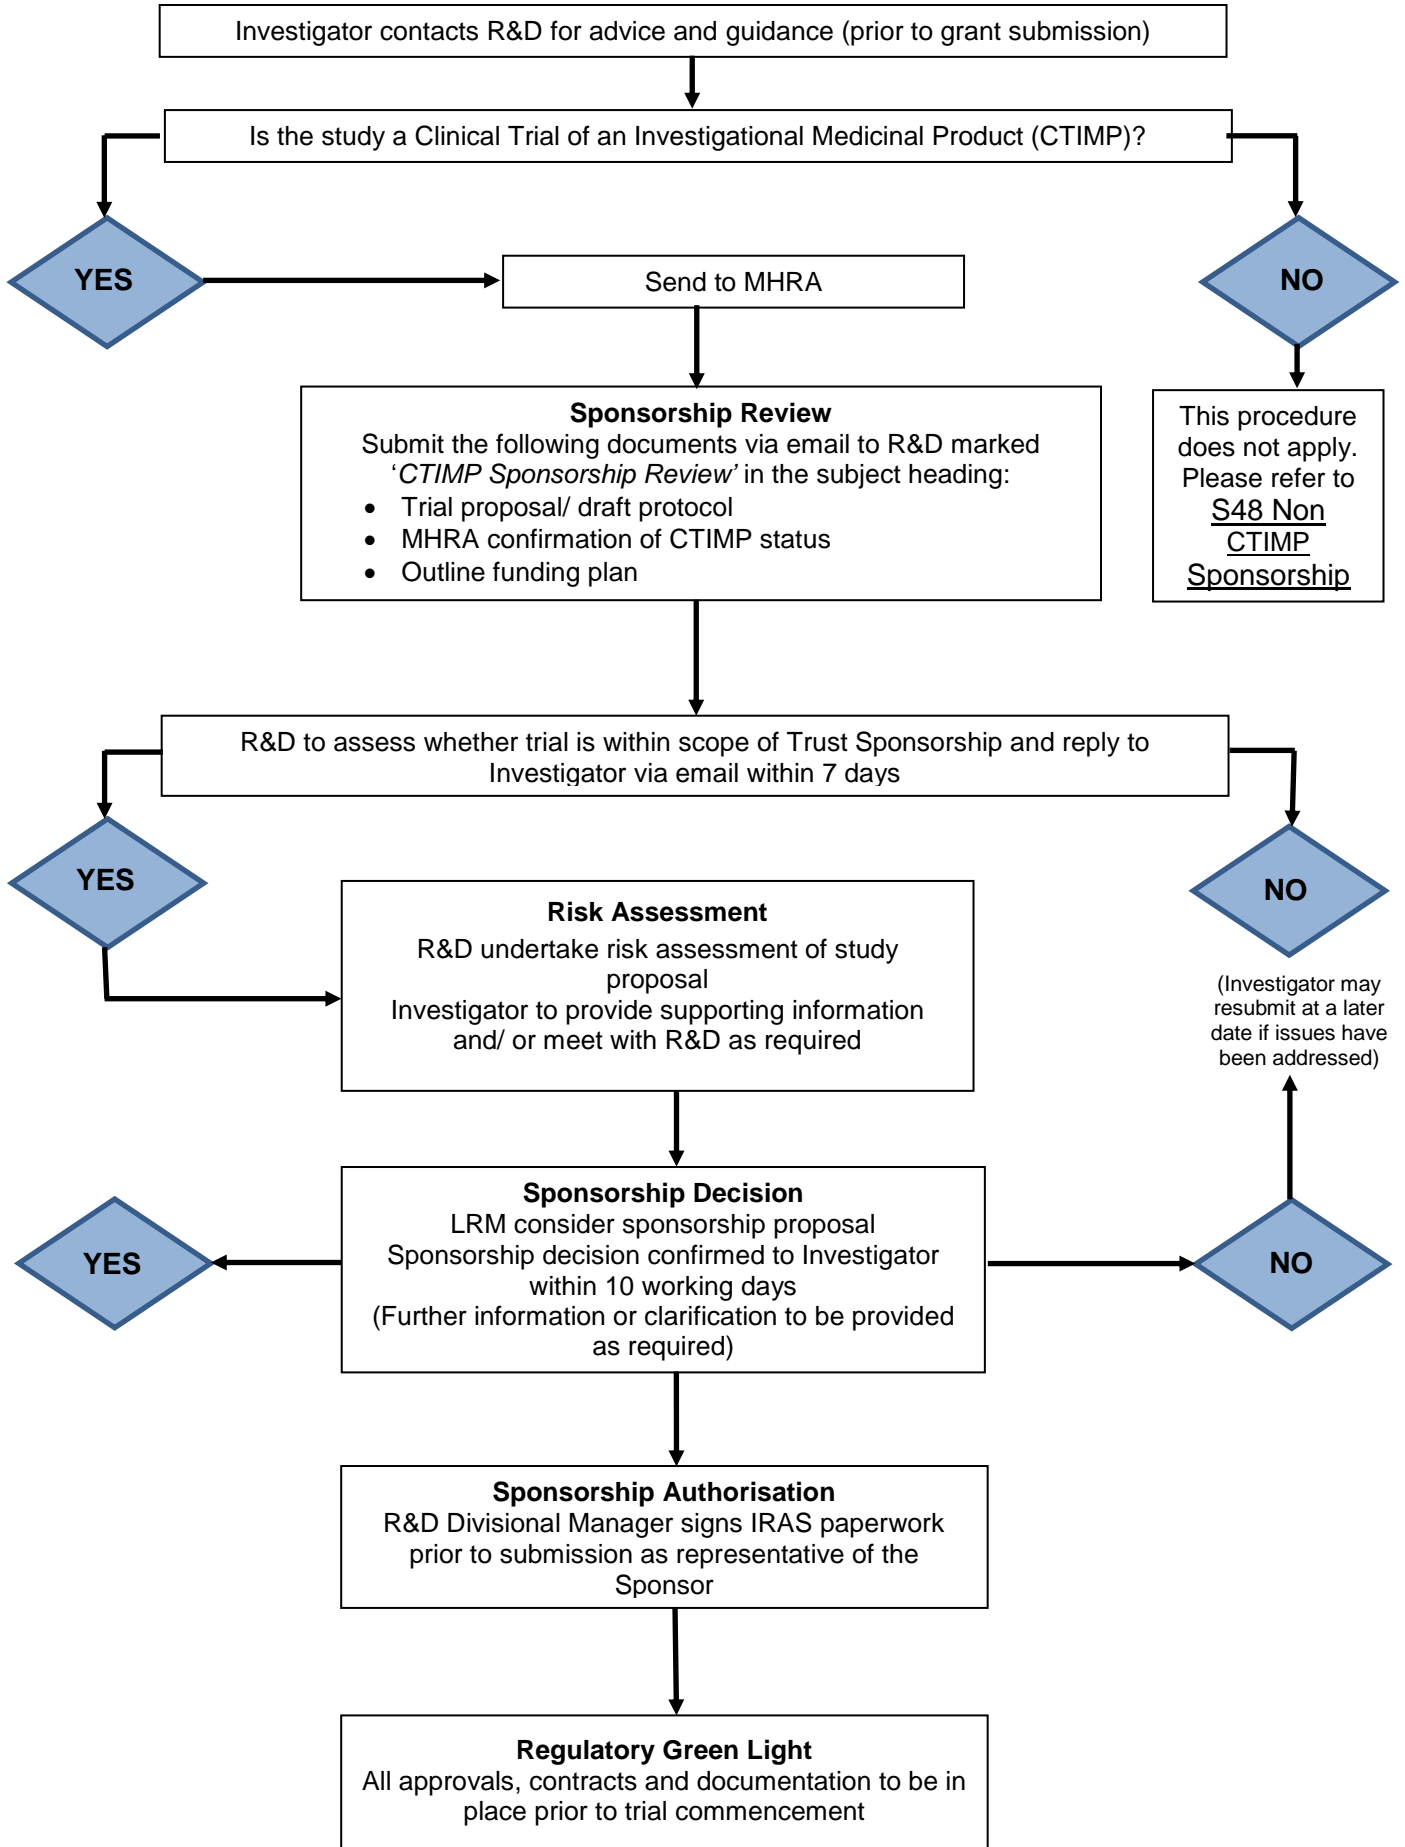 Investigator contacts R&D for advice and guidance (prior to grant submission)
Is the study a Clinical Trial of an Investigational Medicinal Product (CTIMP)?
YES
Send to MHRA
NO
Sponsorship Review
Submit the following documents via email to R&D marked
‘CTIMP Sponsorship Review’ in the subject heading:
• Trial proposal/ draft protocol
• MHRA confirmation of CTIMP status
• Outline funding plan
This procedure
does not apply.
Please refer to
S48 Non
CTIMP
Sponsorship
R&D to assess whether trial is within scope of Trust Sponsorship and reply to
Investigator via email within 7 days
YES
NO
(Investigator may
resubmit at a later
date if issues have
been addressed)
Risk Assessment
R&D undertake risk assessment of study
proposal
Investigator to provide supporting information
and/ or meet with R&D as required
Sponsorship Decision
LRM consider sponsorship proposal
Sponsorship decision confirmed to Investigator
within 10 working days
(Further information or clarification to be provided
as required)
YES
NO
Sponsorship Authorisation
R&D Divisional Manager signs IRAS paperwork
prior to submission as representative of the
Sponsor
Regulatory Green Light
All approvals, contracts and documentation to be in
place prior to trial commencement